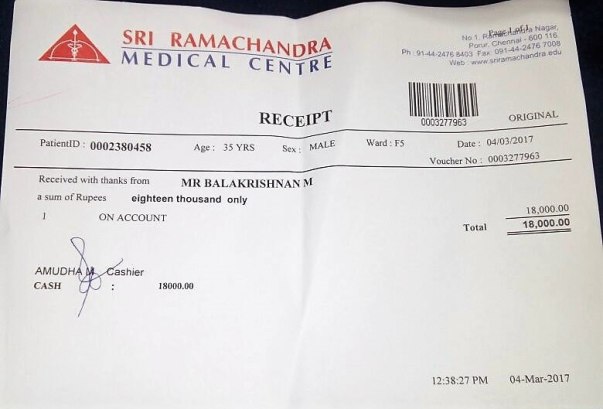 SRI RAMACHANDRA
MEDICAL CENTRE
Page 1 of 1
No 1. Ramachandra Nagar,
Porur. Chennai - 600 116.
Ph : 91-44-2476 8403 Fax : 091-44-2476 7008
Web : www.sriramachandra.edu
RECEIPT
0003277963
ORIGINAL
PatientID : 0002380458 Age : 35 YRS Sex : MALE Ward : F5 Date : 04/03/2017
Voucher No : 0003277963
Received with thanks from MR BALAKRISHNAN M
a sum of Rupees eighteen thousand only
1 ON ACCOUNT 18,000.00
Total 18,000.00
AMUDHA M, Cashier
CASH : 18000.00
12:38:27 PM 04-Mar-2017